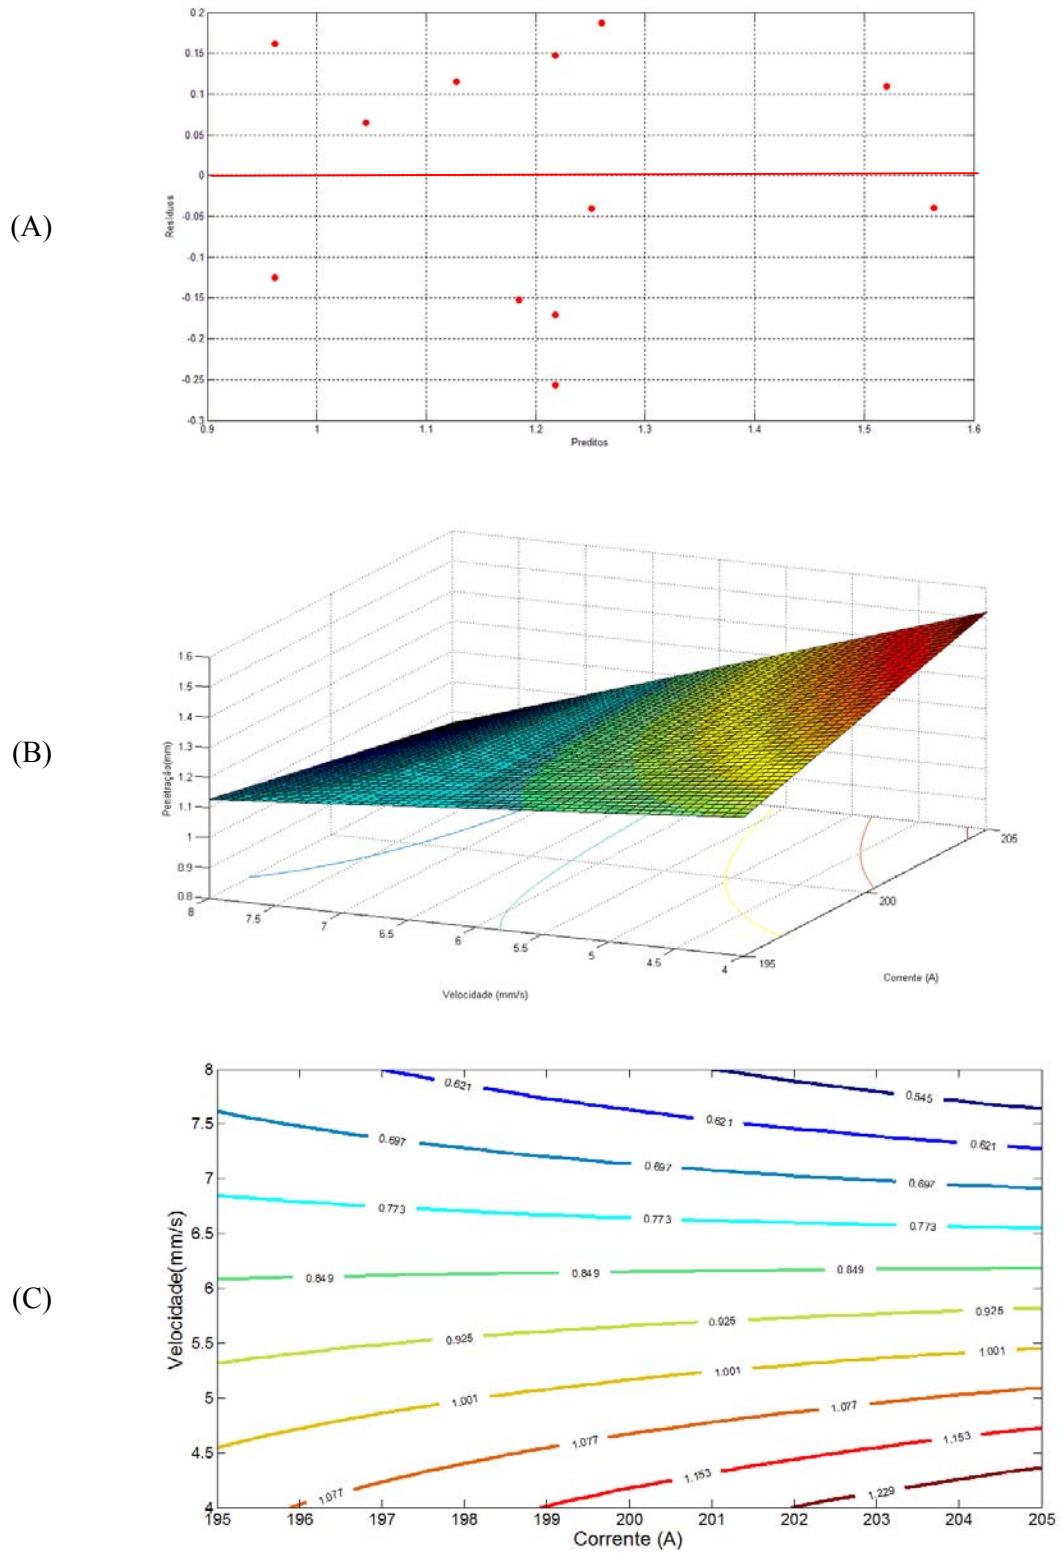 (A)
0.2
0.15
0.1
0.05
0
-0.05
-0.1
-0.15
-0.2
-0.25
-0.3
Resíduos
0.9 1 1.1 1.2 1.3 1.4 1.5 1.6
Preditos
(B)
1.6
1.5
1.4
1.3
1.2
1.1
1
0.9
0.8
Penetração(mm)
8 7.5 7 6.5 6 5.5 5 4.5 4
Velocidade (mm/s)
195 200 205
Corrente (A)
(C)
8
7.5
7
6.5
6
5.5
5
4.5
4
Velocidade(mm/s)
0.621 0.545
0.621
0.697 0.621
0.697 0.697
0.773 0.773 0.773
0.849 0.849 0.849
0.925 0.925
1.001 1.001 1.001
1.077 1.077 1.077
1.153 1.153
1.229
195 196 197 198 199 200 201 202 203 204 205
Corrente (A)